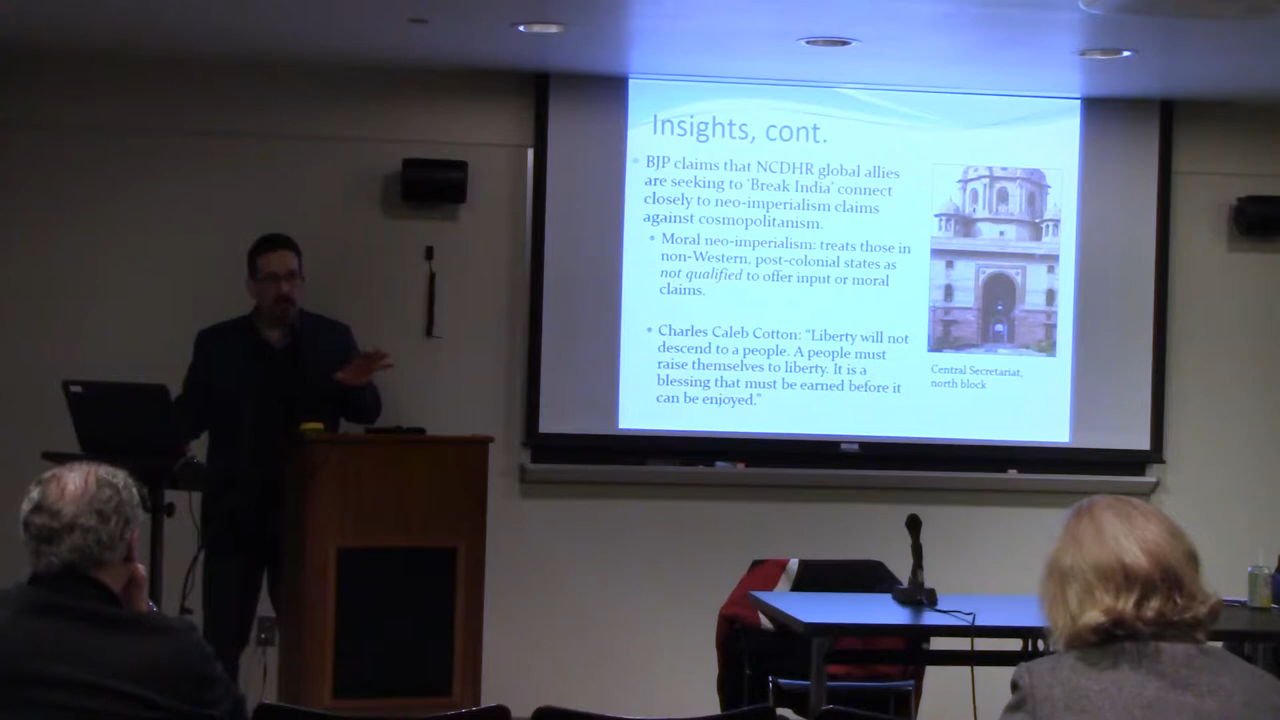 Insights, cont.
BJP claims that NCDHR global allies
are seeking to ‘Break India’ connect
closely to neo-imperialism claims
against cosmopolitanism.
Moral neo-imperialism: treats those in
non-Western, post-colonial states as
not qualified to offer input or moral
claims.
Charles Caleb Cotton: “Liberty will not
descend to a people. A people must
raise themselves to liberty. It is a
blessing that must be earned before it
can be enjoyed.”
Central Secretariat,
north block